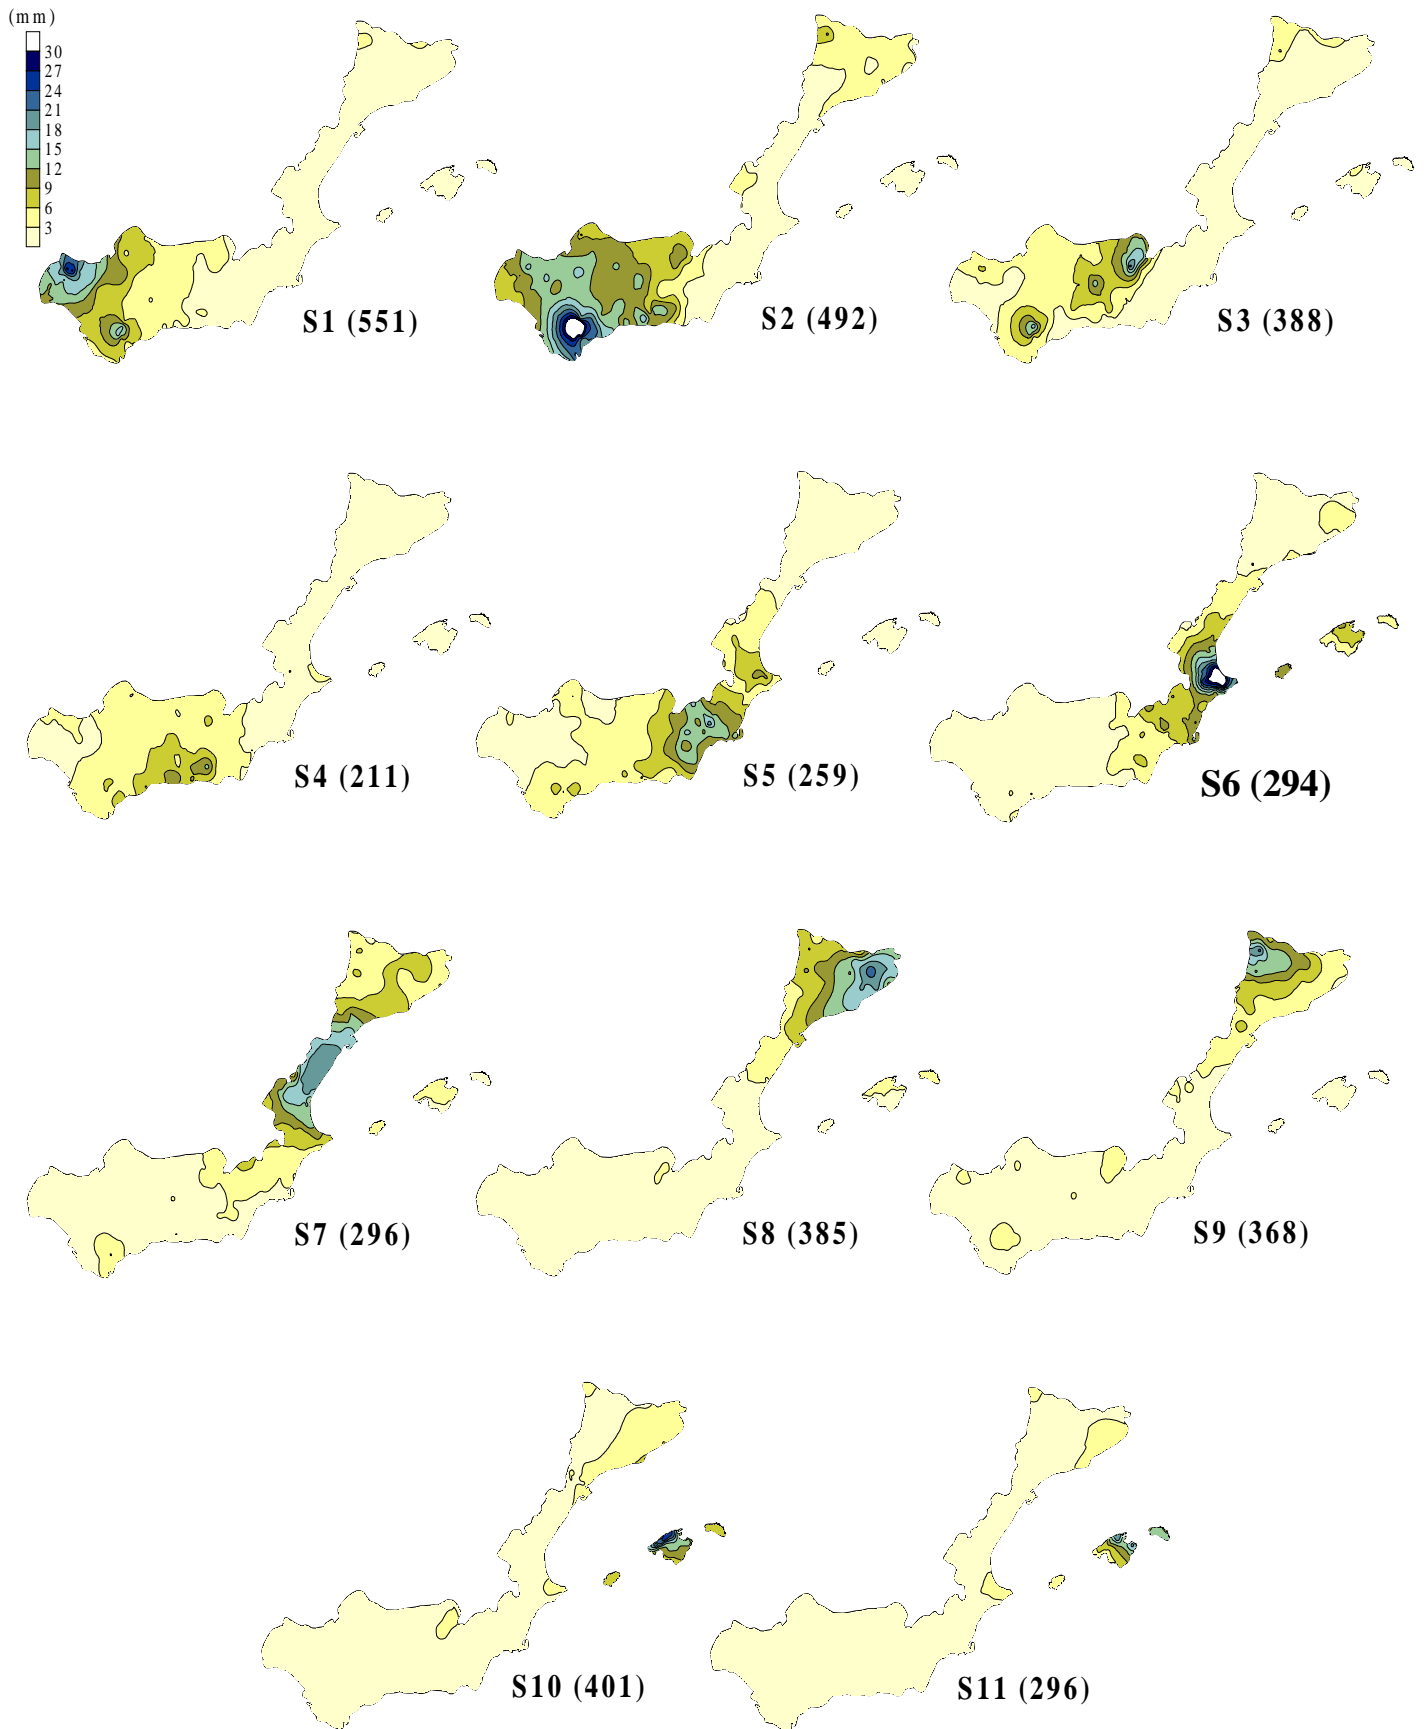 (mm)
30
27
24
21
18
15
12
9
6
3
S1 (551)
S2 (492)
S3 (388)
S4 (211)
S5 (259)
S6 (294)
S7 (296)
S8 (385)
S9 (368)
S10 (401)
S11 (296)